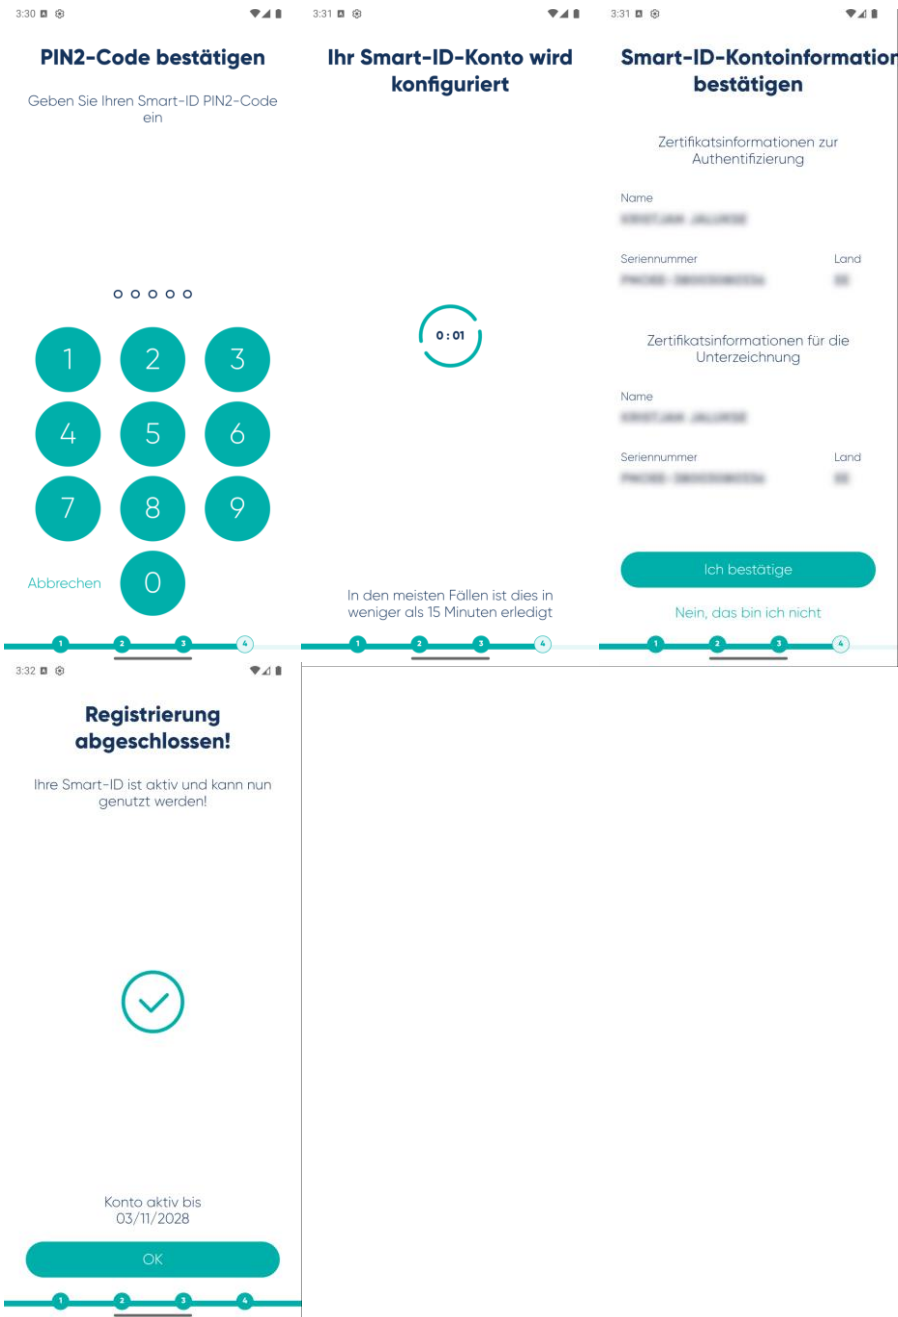 3:30
PIN2-Code bestätigen
Geben Sie Ihren Smart-ID PIN2-Code
ein
1 2 3
4 5 6
7 8 9
Abbrechen 0
1 2 3 4
3:31
Ihr Smart-ID-Konto wird
konfiguriert
0:01
In den meisten Fällen ist dies in
weniger als 15 Minuten erledigt
1 2 3 4
3:31
Smart-ID-Kontoinformation
bestätigen
Zertifikatsinformationen zur
Authentifizierung
Name
Seriennummer Land
Zertifikatsinformationen für die
Unterzeichnung
Name
Seriennummer Land
Ich bestätige
Nein, das bin ich nicht
1 2 3 4
3:32
Registrierung
abgeschlossen!
Ihre Smart-ID ist aktiv und kann nun
genutzt werden!
Konto aktiv bis
03/11/2028
OK
1 2 3 4